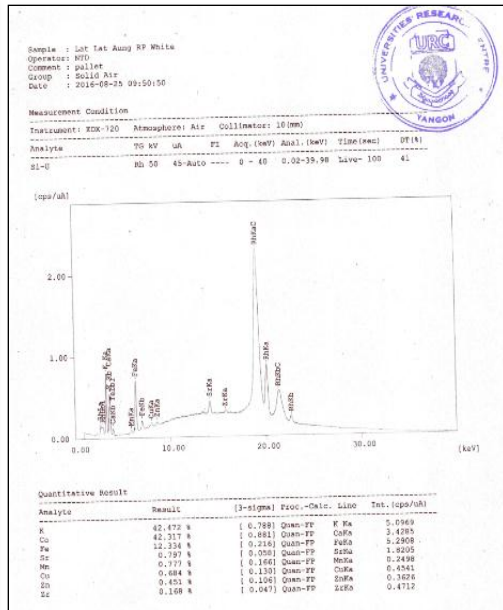 Sample : Lat Lat Aung RP White
Operator: NTD
Comment : pallet
Group : Solid Air
Date : 2016-08-25 09:50:50
UNIVERSITIES' RESEARCH CENTRE
URC
YANGON
Measurement Condition
Instrument: EDX-720 Atmosphere: Air Collimator: 10(mm)
Analyte TG kV uA FI Acq.(keV) Anal.(keV) Time(sec) DT(%)
Si-U Rh 50 45-Auto ---- 0 - 40 0.02-39.98 Live- 100 41
[cps/uA]
RhKaC
2.00
RhKa
K Ka
CaKa
1.00
FeKa
RhKbC
SrKa
FeKb
CuKa
ZnKa
MnKa
ZrKa
RhKb
0.00
0.00 10.00 20.00 30.00 [keV]
Quantitative Result
Analyte Result [3-sigma] Proc.-Calc. Line Int.(cps/uA)
K 42.472 % [ 0.788] Quan-FP K Ka 5.0969
Ca 42.317 % [ 0.881] Quan-FP CaKa 3.4285
Fe 12.334 % [ 0.216] Quan-FP FeKa 5.2908
Sr 0.797 % [ 0.050] Quan-FP SrKa 1.8205
Mn 0.777 % [ 0.166] Quan-FP MnKa 0.2498
Cu 0.684 % [ 0.130] Quan-FP CuKa 0.4541
Zn 0.451 % [ 0.106] Quan-FP ZnKa 0.3626
Zr 0.168 % [ 0.047] Quan-FP ZrKa 0.4712